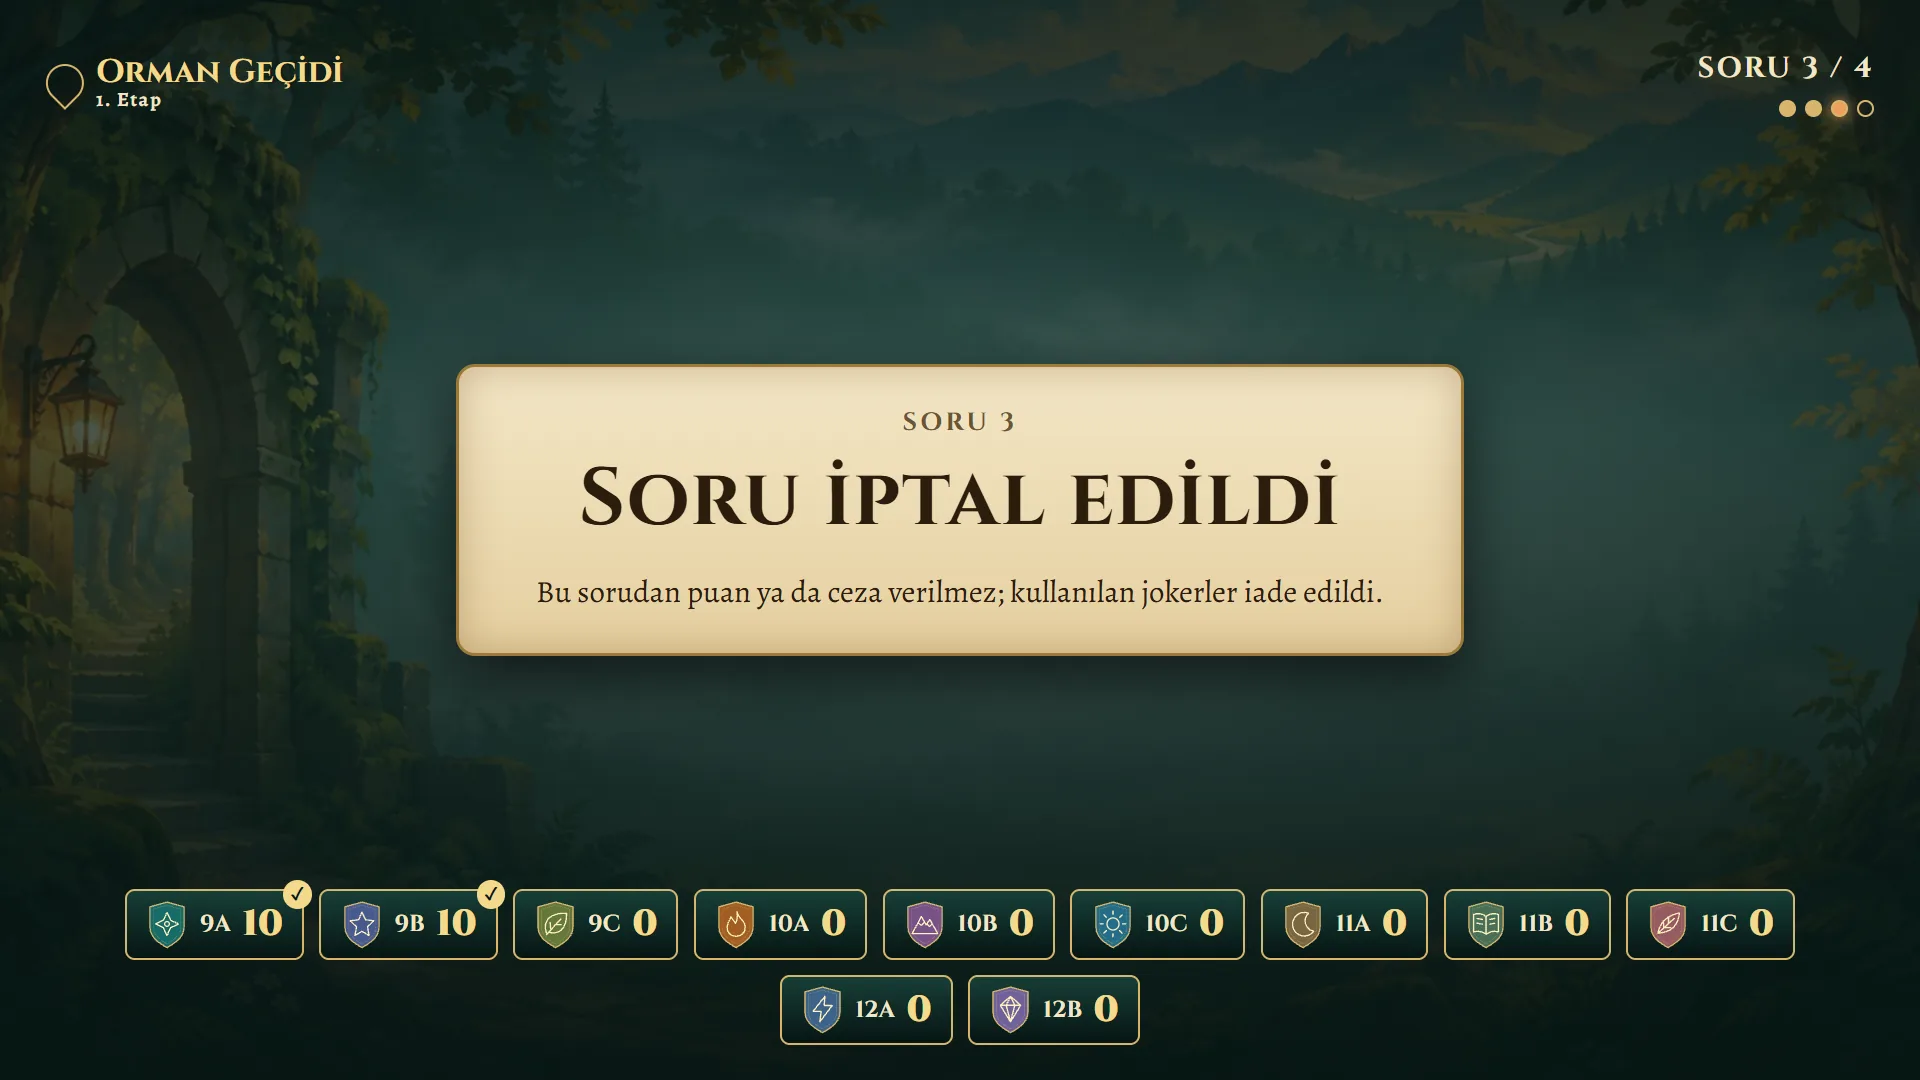 Orman Geçidi
1. Etap
SORU 3 / 4
SORU 3
Soru iptal edildi
Bu sorudan puan ya da ceza verilmez; kullanılan jokerler iade edildi.
9A 10
9B 10
9C 0
10A 0
10B 0
10C 0
11A 0
11B 0
11C 0
12A 0
12B 0